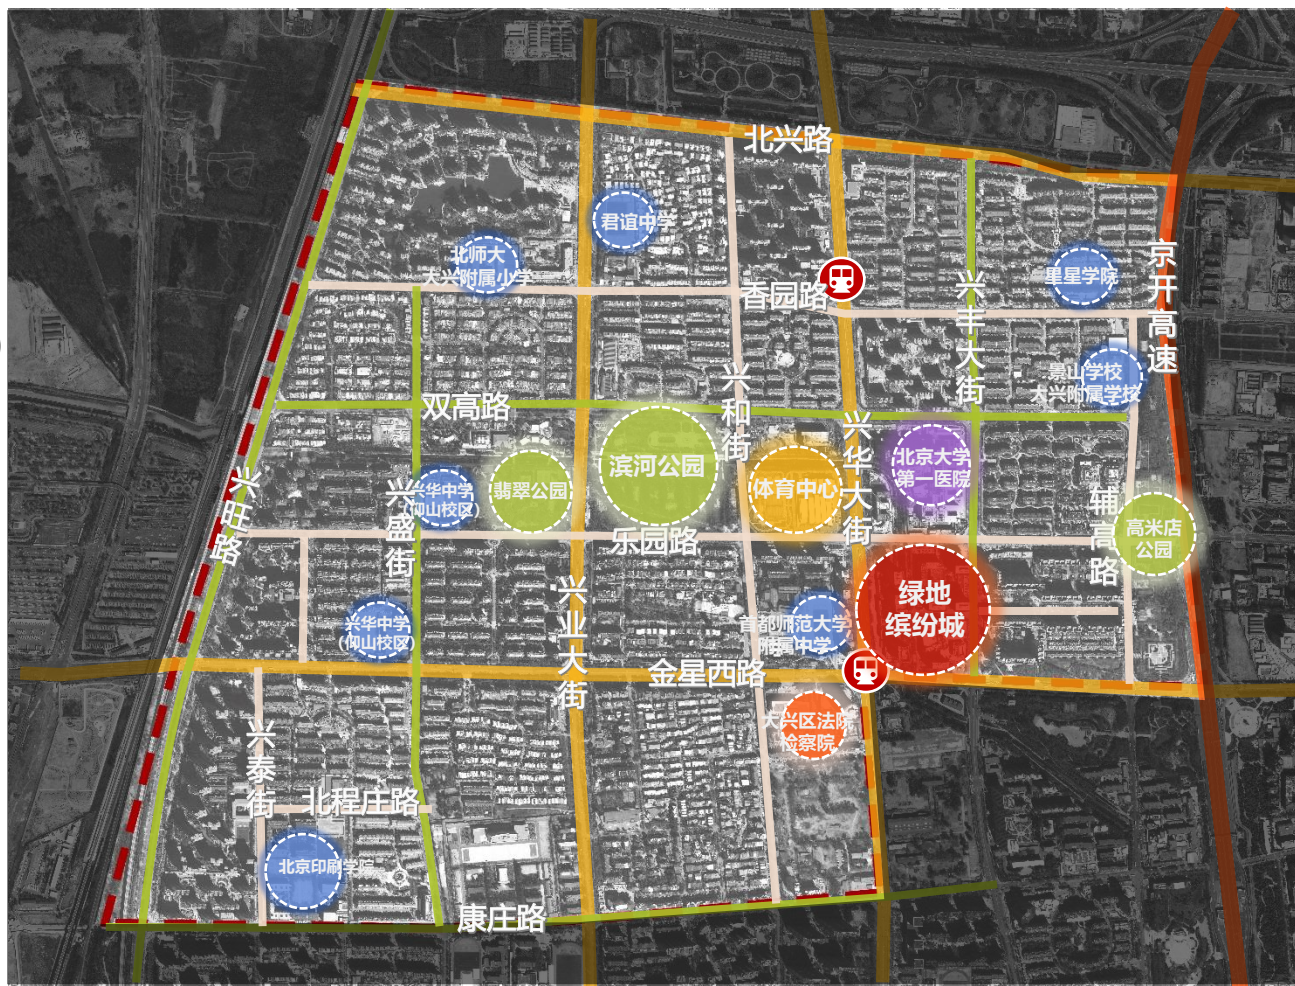 北兴路
君谊中学
北师大
大兴附属小学
香园路
兴丰大街
星星学院
京开高速
景山学校
大兴附属学校
双高路
兴和街
兴华大街
滨河公园
体育中心
北京大学
第一医院
兴旺路
兴盛街
兴华中学
(仰山校区)
翡翠公园
乐园路
辅高路
高米店
公园
兴业大街
绿地
缤纷城
兴华中学
(仰山校区)
首都师范大学
附属中学
金星西路
大兴区法院
检察院
兴泰街
北程庄路
北京印刷学院
康庄路